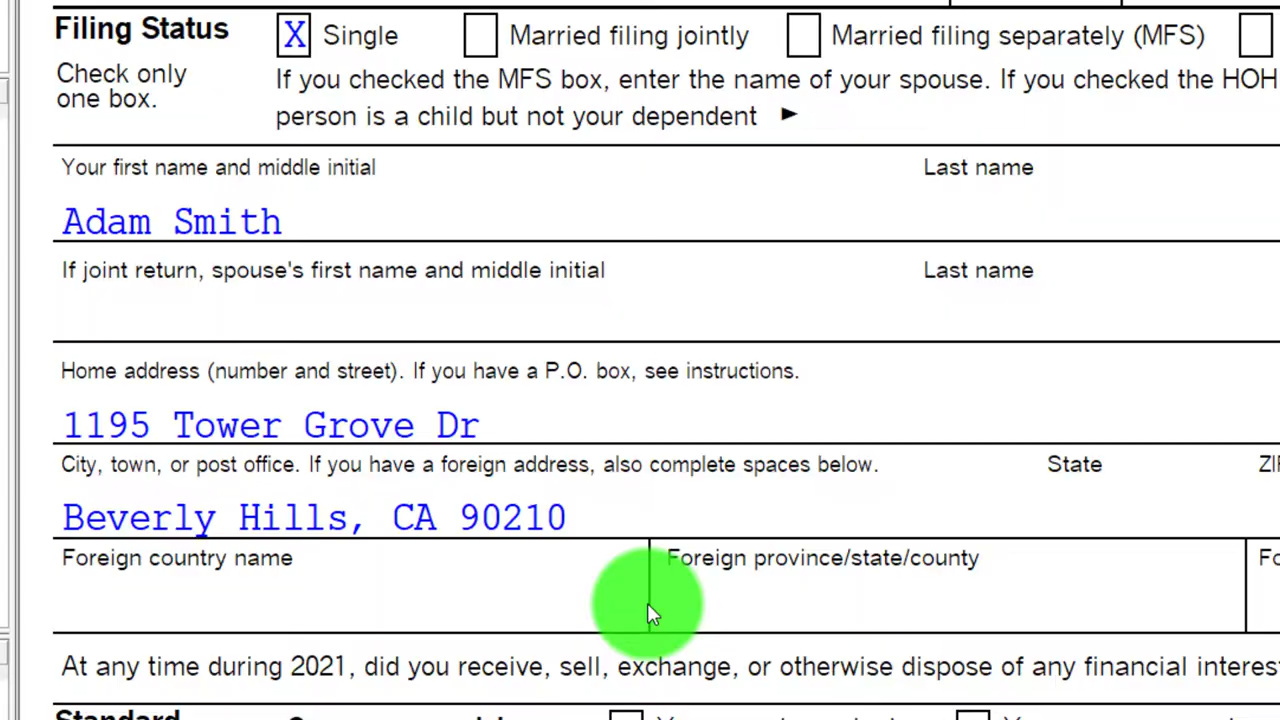 Filing Status X Single Married filing jointly Married filing separately (MFS)
Check only
one box.
If you checked the MFS box, enter the name of your spouse. If you checked the HOH
person is a child but not your dependent ►
Your first name and middle initial Last name
Adam Smith
If joint return, spouse's first name and middle initial Last name
Home address (number and street). If you have a P.O. box, see instructions.
1195 Tower Grove Dr
City, town, or post office. If you have a foreign address, also complete spaces below. State
Beverly Hills, CA 90210
Foreign country name Foreign province/state/county
At any time during 2021, did you receive, sell, exchange, or otherwise dispose of any financial
Standard